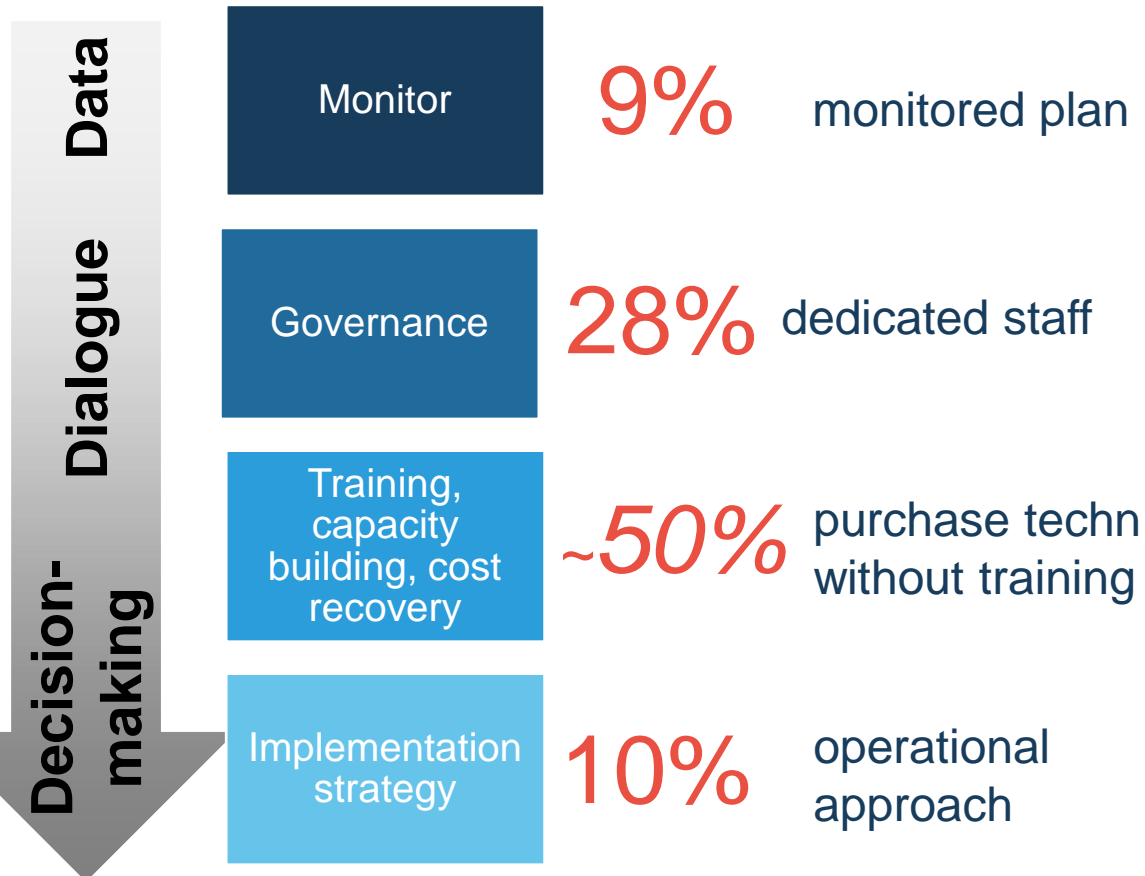 Data
Dialogue
Decision-
making
Monitor
9%
monitored plan
Governance
28%
dedicated staff
Training,
capacity
building, cost
recovery
~50%
purchase techn
without training
Implementation
strategy
10%
operational
approach